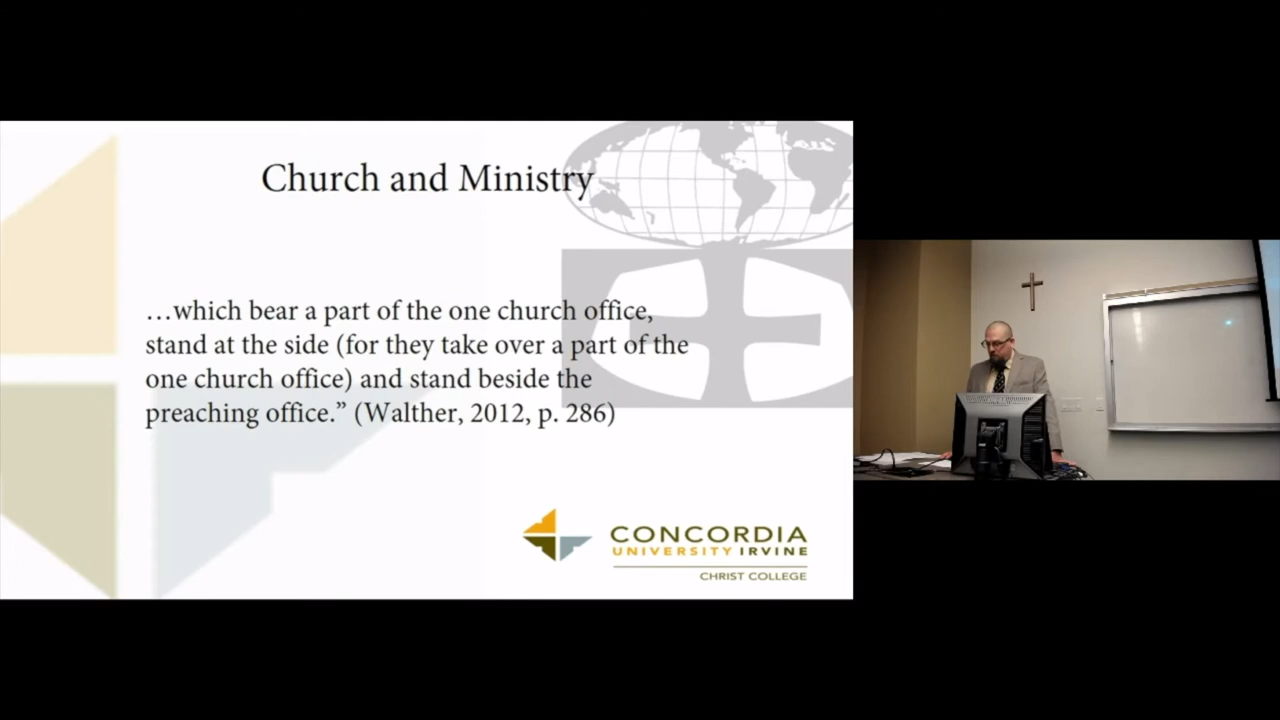 Church and Ministry
…which bear a part of the one church office,
stand at the side (for they take over a part of the
one church office) and stand beside the
preaching office.” (Walther, 2012, p. 286)
CONCORDIA
UNIVERSITY IRVINE
CHRIST COLLEGE